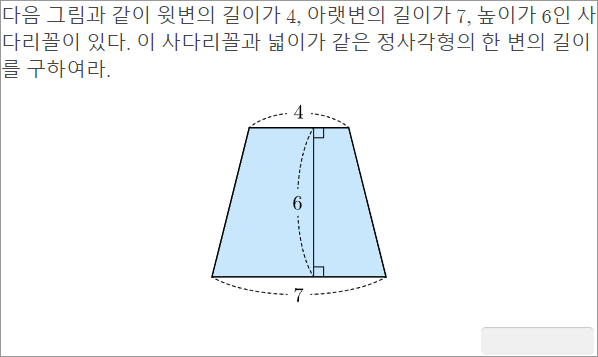 다음 그림과 같이 윗변의 길이가 4, 아랫변의 길이가 7, 높이가 6인 사
다리꼴이 있다. 이 사다리꼴과 넓이가 같은 정사각형의 한 변의 길이
를 구하여라.
4
6
7